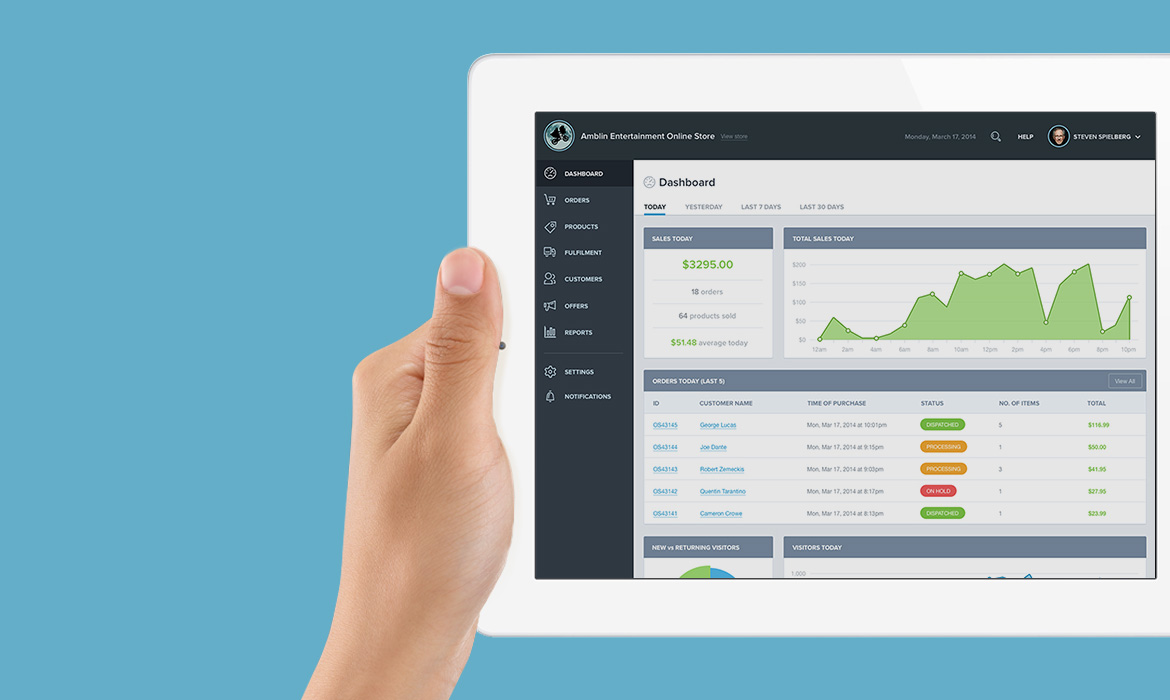 Amblin Entertainment Online Store View store Monday, March 17, 2014 HELP STEVEN SPIELBERG
DASHBOARD
ORDERS
PRODUCTS
FULFILMENT
CUSTOMERS
OFFERS
REPORTS
SETTINGS
NOTIFICATIONS
Dashboard
TODAY YESTERDAY LAST 7 DAYS LAST 30 DAYS
SALES TODAY
$3295.00
18 orders
64 products sold
$51.48 average today
TOTAL SALES TODAY
$200
$150
$100
$50
$0
12am 2am 4am 6am 8am 10am 12pm 2pm 4pm 6pm 8pm 10pm
ORDERS TODAY (LAST 5) View All
ID CUSTOMER NAME TIME OF PURCHASE STATUS NO. OF ITEMS TOTAL
OS43145 George Lucas Mon, Mar 17, 2014 at 10:01pm DISPATCHED 5 $116.99
OS43144 Joe Dante Mon, Mar 17, 2014 at 9:15pm PROCESSING 1 $50.00
OS43143 Robert Zemeckis Mon, Mar 17, 2014 at 9:03pm PROCESSING 3 $41.95
OS43142 Quentin Tarantino Mon, Mar 17, 2014 at 8:17pm ON HOLD 1 $27.95
OS43141 Cameron Crowe Mon, Mar 17, 2014 at 8:13pm DISPATCHED 1 $23.99
NEW vs RETURNING VISITORS
VISITORS TODAY
1,000